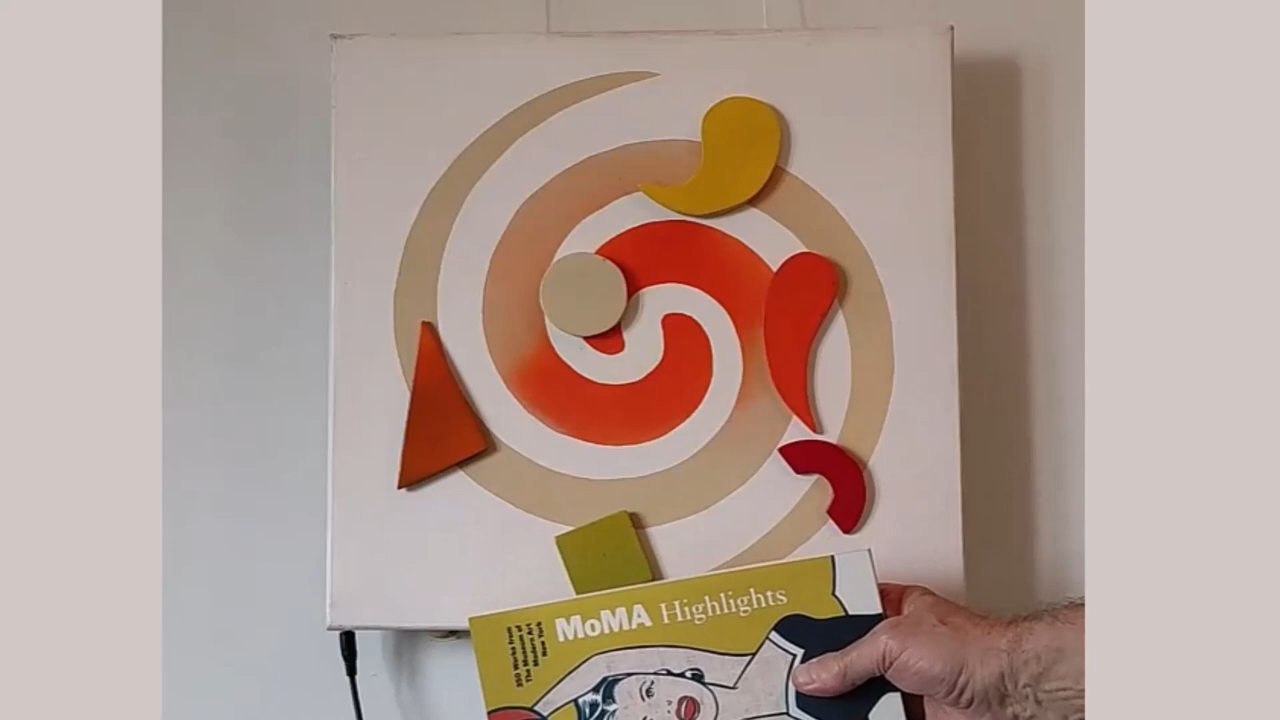 MoMA Highlights
350 Works from
The Museum of
Modern Art
New York